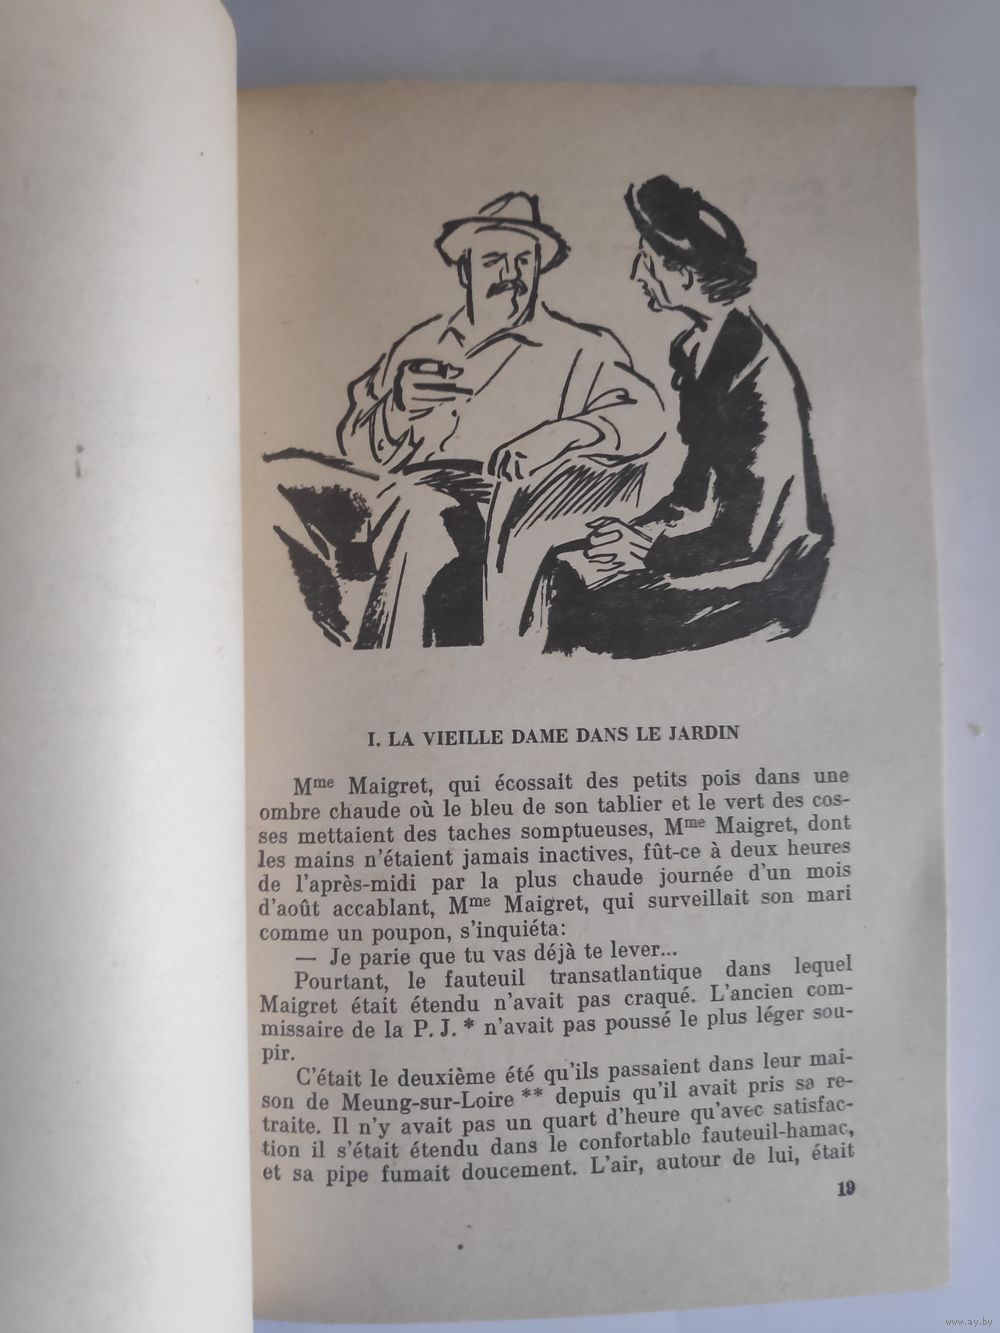 I. LA VIEILLE DAME DANS LE JARDIN
Mme Maigret, qui écossait des petits pois dans une
ombre chaude où le bleu de son tablier et le vert des cos-
ses mettaient des taches somptueuses, Mme Maigret, dont
les mains n'étaient jamais inactives, fût-ce à deux heures
de l'après-midi par la plus chaude journée d'un mois
d'août accablant, Mme Maigret, qui surveillait son mari
comme un poupon, s'inquiéta:
— Je parie que tu vas déjà te lever...
Pourtant, le fauteuil transatlantique dans lequel
Maigret était étendu n'avait pas craqué. L'ancien com-
missaire de la P. J. * n'avait pas poussé le plus léger sou-
pir.
C'était le deuxième été qu'ils passaient dans leur mai-
son de Meung-sur-Loire ** depuis qu'il avait pris sa re-
traite. Il n'y avait pas un quart d'heure qu'avec satisfac-
tion il s'était étendu dans le confortable fauteuil-hamac,
et sa pipe fumait doucement. L'air, autour de lui, était
19
www.ay.by